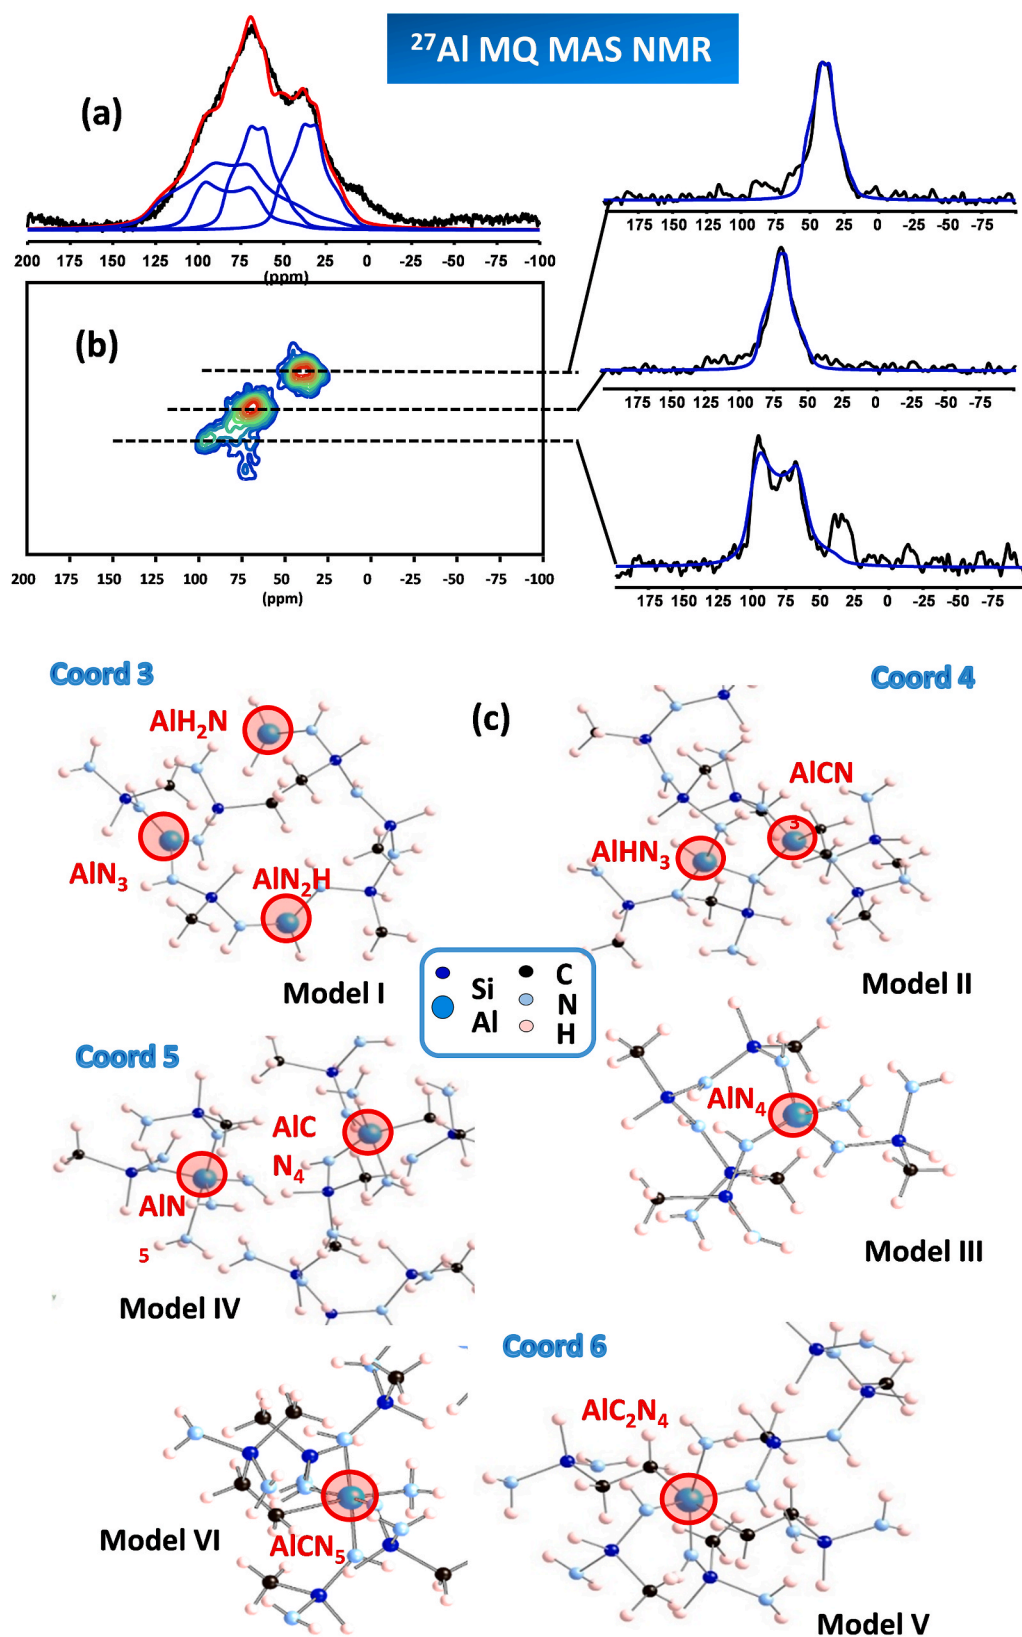 ²⁷Al MQ MAS NMR
(a)
200 175 150 125 100 75 50 25 0 -25 -50 -75 -100
(ppm)
175 150 125 100 75 50 25 0 -25 -50 -75
(b)
175 150 125 100 75 50 25 0 -25 -50 -75
200 175 150 125 100 75 50 25 0 -25 -50 -75 -100
(ppm)
175 150 125 100 75 50 25 0 -25 -50 -75
Coord 3
(c)
Coord 4
AlH₂N
AlCN
3
AlN₃
AlN₂H
AlHN₃
Model I
Model II
Si
Al
C
N
H
Coord 5
AlC
N₄
AlN
5
AlN₄
Model IV
Model III
Coord 6
AlC₂N₄
Model VI
AlCN₅
Model V